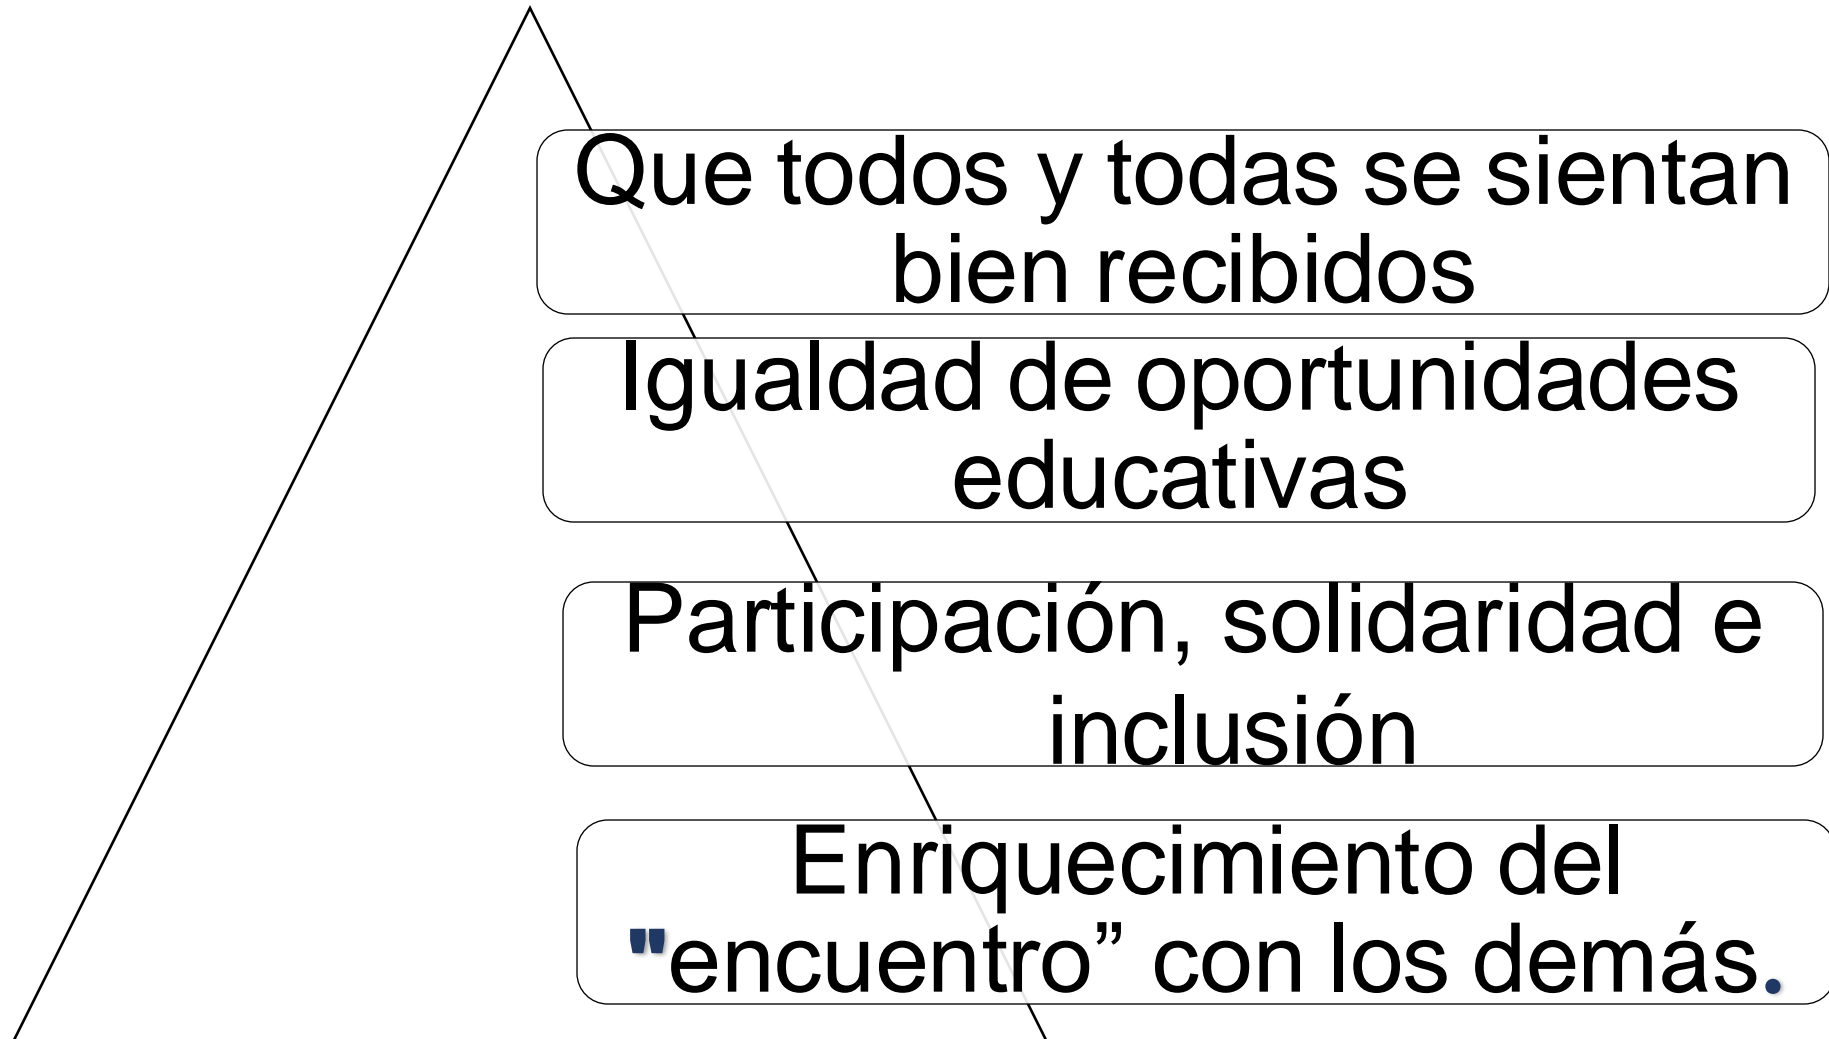 Que todos y todas se sientan
bien recibidos
Igualdad de oportunidades
educativas
Participación, solidaridad e
inclusión
Enriquecimiento del
"encuentro” con los demás.